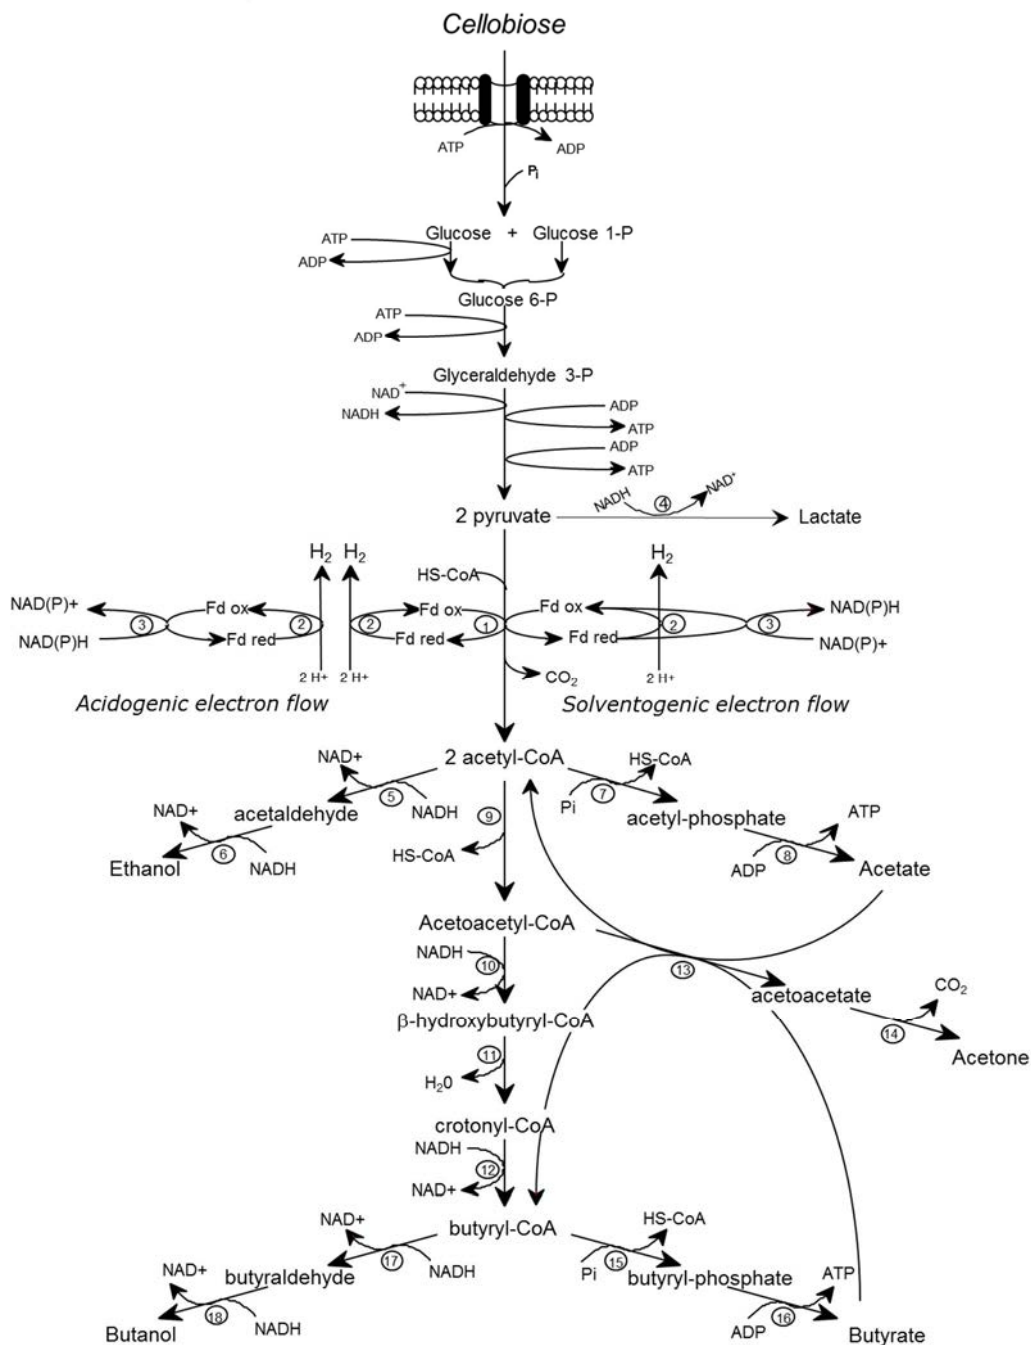 Cellobiose
ATP
ADP
Pi
Glucose + Glucose 1-P
ATP
ADP
Glucose 6-P
ATP
ADP
Glyceraldehyde 3-P
NAD+
NADH
ADP
ATP
ADP
ATP
2 pyruvate
NADH
4
NAD+
Lactate
H2
H2
H2
HS-CoA
NAD(P)+
NAD(P)H
3
Fd ox
Fd red
2
2
Fd ox
Fd red
1
Fd ox
Fd red
2
3
NAD(P)H
NAD(P)+
2 H+
2 H+
CO2
2 H+
Acidogenic electron flow
Solventogenic electron flow
2 acetyl-CoA
NAD+
5
NADH
acetaldehyde
NAD+
6
NADH
Ethanol
9
HS-CoA
Pi
7
HS-CoA
acetyl-phosphate
ADP
8
ATP
Acetate
Acetoacetyl-CoA
NADH
10
NAD+
13
acetoacetate
CO2
14
Acetone
β-hydroxybutyryl-CoA
11
H20
crotonyl-CoA
NADH
12
NAD+
butyryl-CoA
NAD+
17
NADH
butyraldehyde
NAD+
18
NADH
Butanol
HS-CoA
15
Pi
butyryl-phosphate
ATP
ADP
16
Butyrate